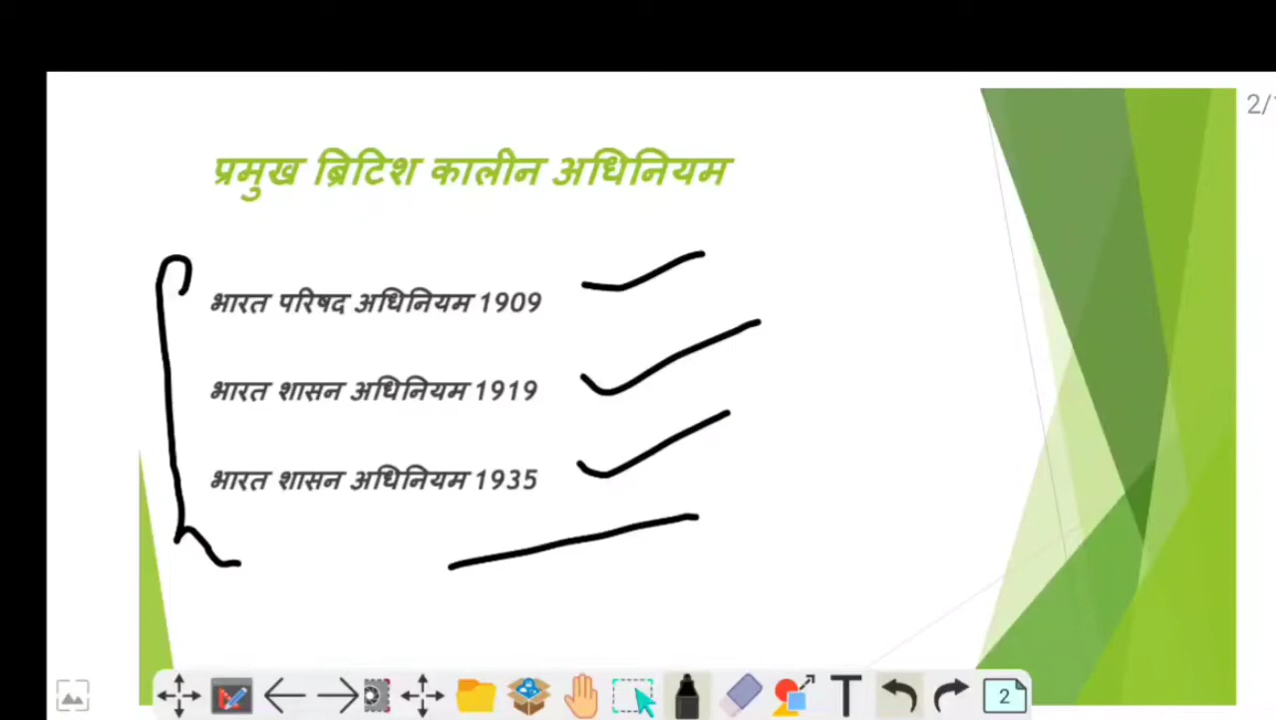 2/
प्रमुख ब्रिटिश कालीन अधिनियम
भारत परिषद अधिनियम 1909
भारत शासन अधिनियम 1919
भारत शासन अधिनियम 1935
T
2